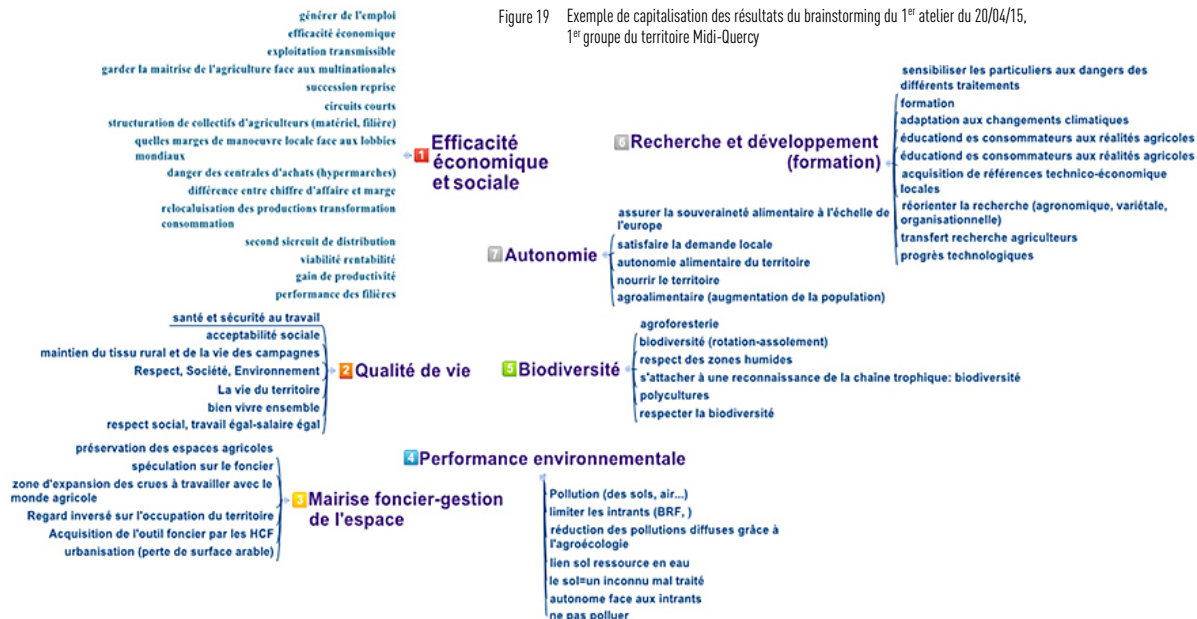 Figure 19 Exemple de capitalisation des résultats du brainstorming du 1er atelier du 20/04/15,
1er groupe du territoire Midi-Quercy
générer de l'emploi
efficacité économique
exploitation transmissible
garder la maitrise de l'agriculture face aux multinationales
succession reprise
circuits courts
structuration de collectifs d'agriculteurs (matériel, filière)
quelles marges de manoeuvre locale face aux lobbies
mondiaux
danger des centrales d'achats (hypermarches)
différence entre chiffre d'affaire et marge
relocaluisation des productions transformation
consommation
second sicrcuit de distribution
viabilité rentabilité
gain de productivité
performance des filières
1 Efficacité
économique
et sociale
santé et sécurité au travail
acceptabilité sociale
maintien du tissu rural et de la vie des campagnes
Respect, Société, Environnement
La vie du territoire
bien vivre ensemble
respect social, travail égal-salaire égal
2 Qualité de vie
préservation des espaces agricoles
spéculation sur le foncier
zone d'expansion des crues à travailler avec le
monde agricole
Regard inversé sur l'occupation du territoire
Acquisition de l'outil foncier par les HCF
urbanisation (perte de surface arable)
3 Mairise foncier-gestion
de l'espace
4 Performance environnementale
Pollution (des sols, air...)
limiter les intrants (BRF, )
réduction des pollutions diffuses grâce à
l'agroécologie
lien sol ressource en eau
le sol=un inconnu mal traité
autonome face aux intrants
ne pas polluer
5 Biodiversité
agroforesterie
biodiversité (rotation-assolement)
respect des zones humides
s'attacher à une reconnaissance de la chaîne trophique: biodiversité
polycultures
respecter la biodiversité
6 Recherche et développement
(formation)
sensibiliser les particuliers aux dangers des
différents traitements
formation
adaptation aux changements climatiques
éducationd es consommateurs aux réalités agricoles
éducationd es consommateurs aux réalités agricoles
acquisition de références technico-économique
locales
réorienter la recherche (agronomique, variétale,
organisationnelle)
transfert recherche agriculteurs
progrès technologiques
7 Autonomie
assurer la souveraineté alimentaire à l'échelle de
l'europe
satisfaire la demande locale
autonomie alimentaire du territoire
nourrir le territoire
agroalimentaire (augmentation de la population)